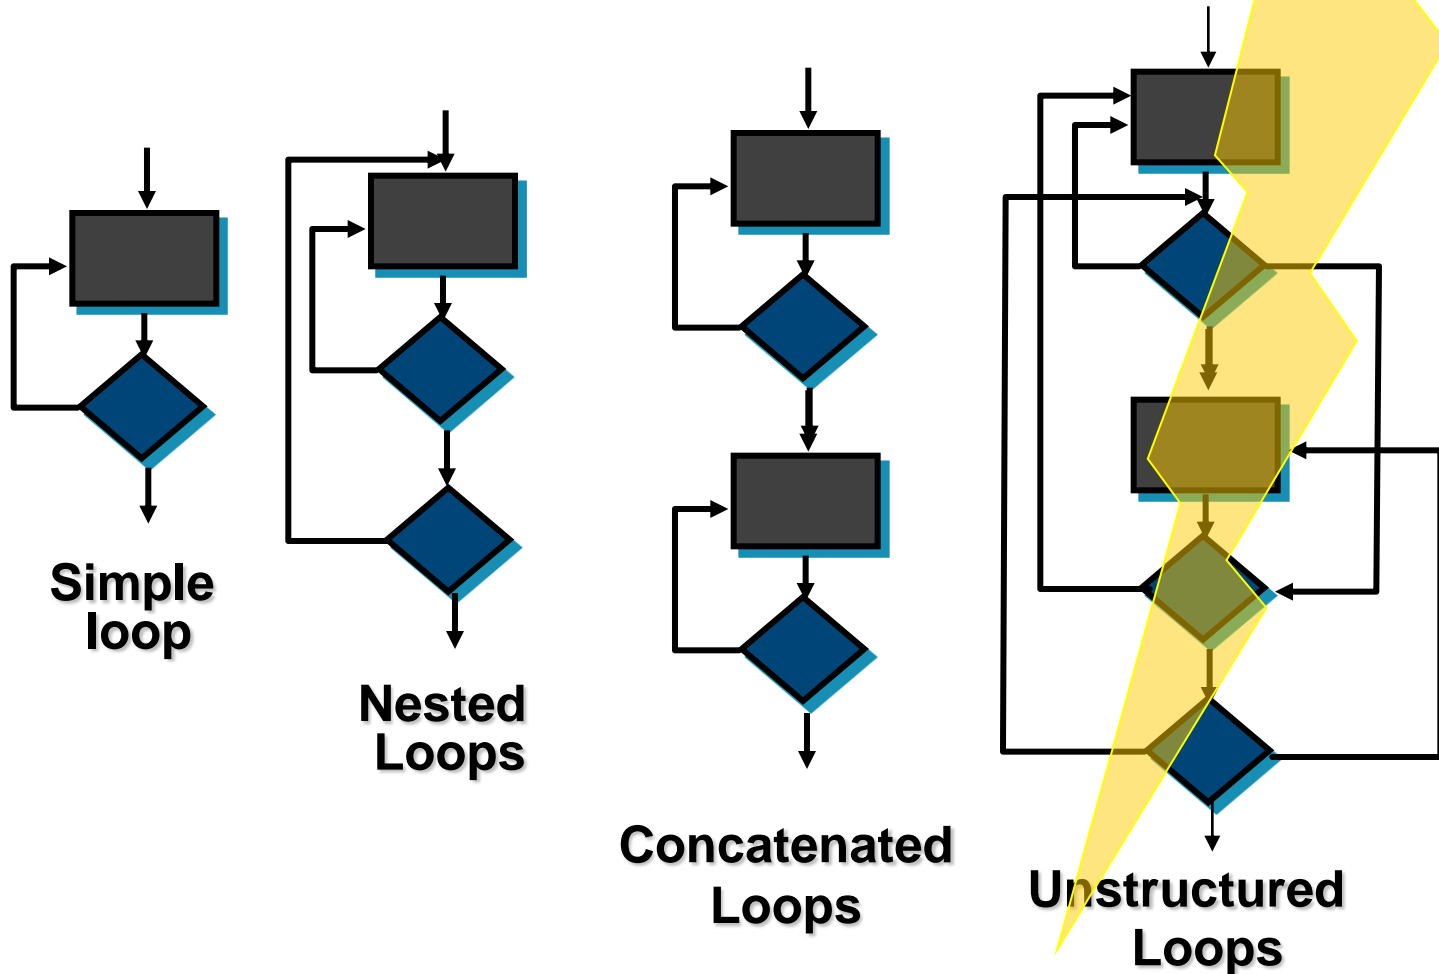 Simple
loop
Nested
Loops
Concatenated
Loops
Unstructured
Loops